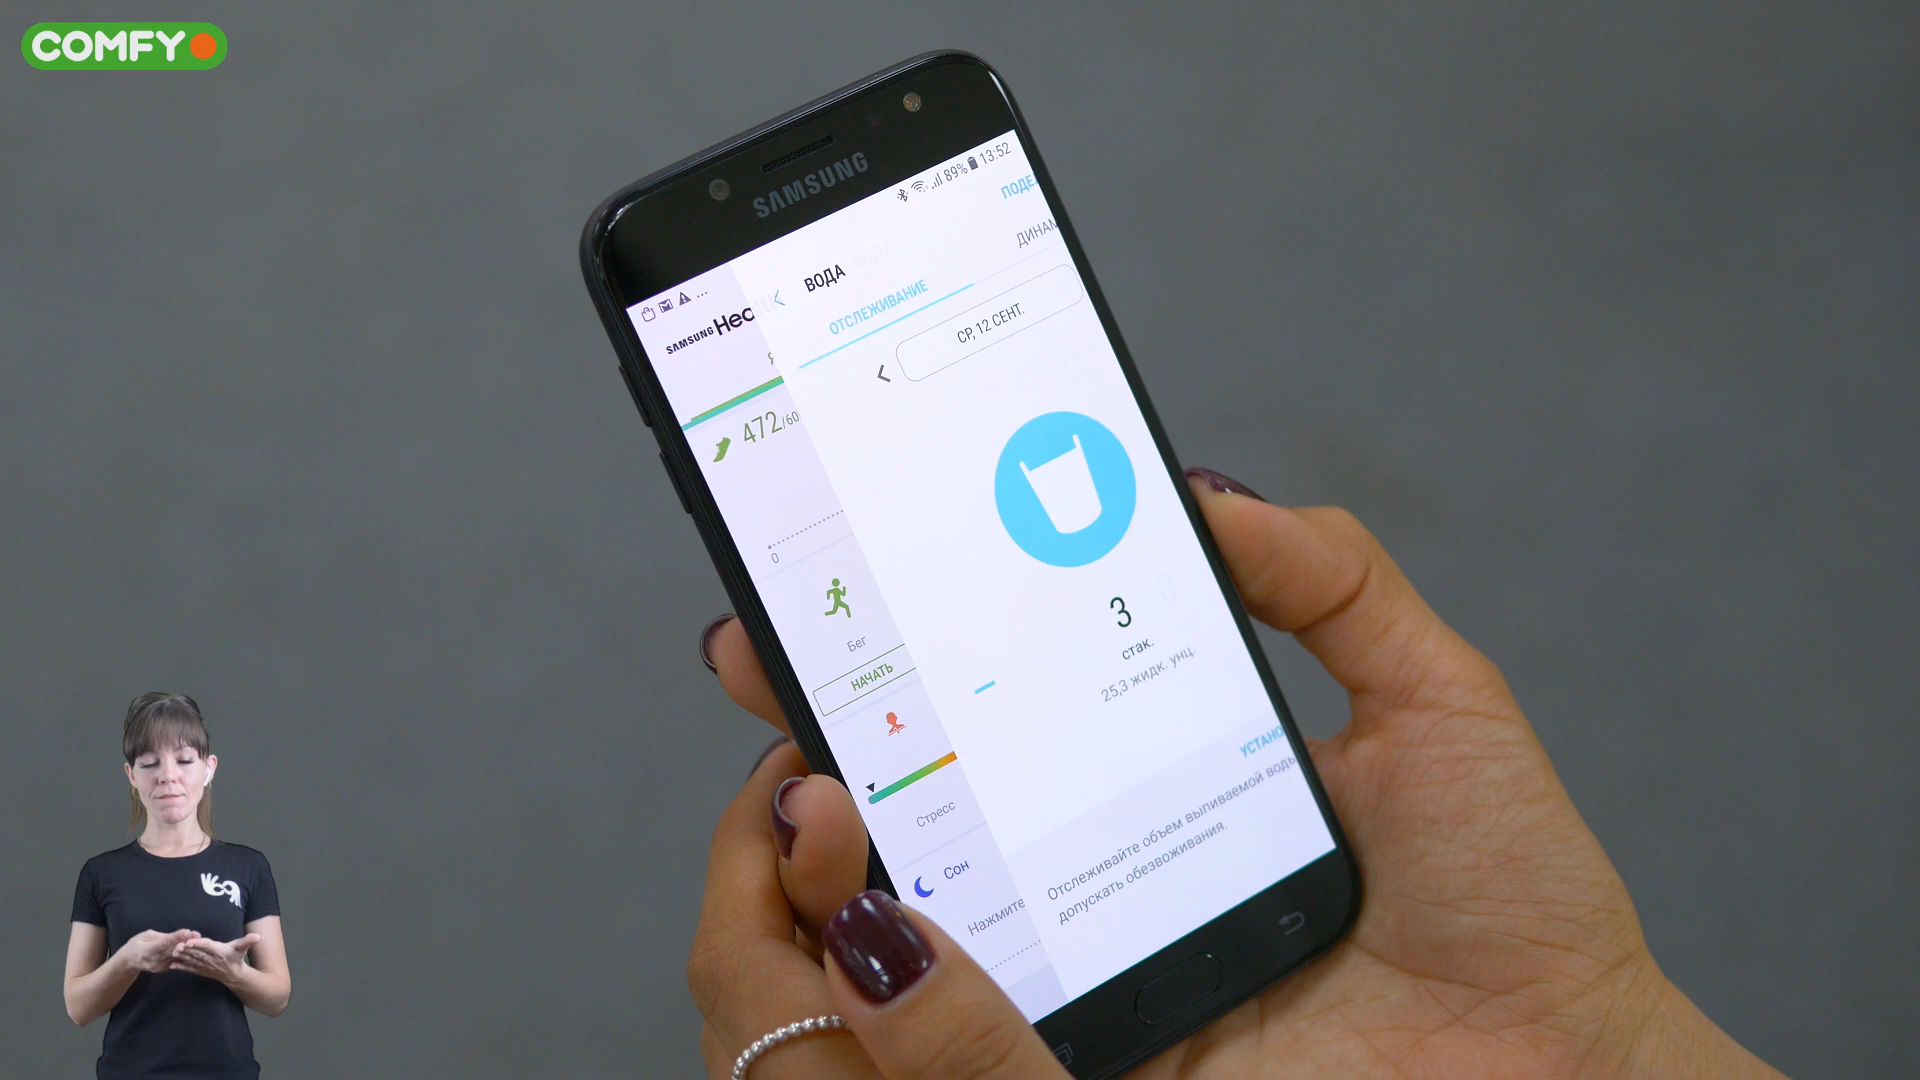 COMFY
SAMSUNG
89% 13:52
ПОДЕ
ВОДА
ДИНАМ
ОТСЛЕЖИВАНИЕ
СР, 12 СЕНТ.
3
стак.
25,3 жидк. унц.
УСТАНО
Отслеживайте объем выпиваемой воды
допускать обезвоживания.
SAMSUNG Hea
472/60
0
Бег
НАЧАТЬ
Стресс
Сон
Нажмите